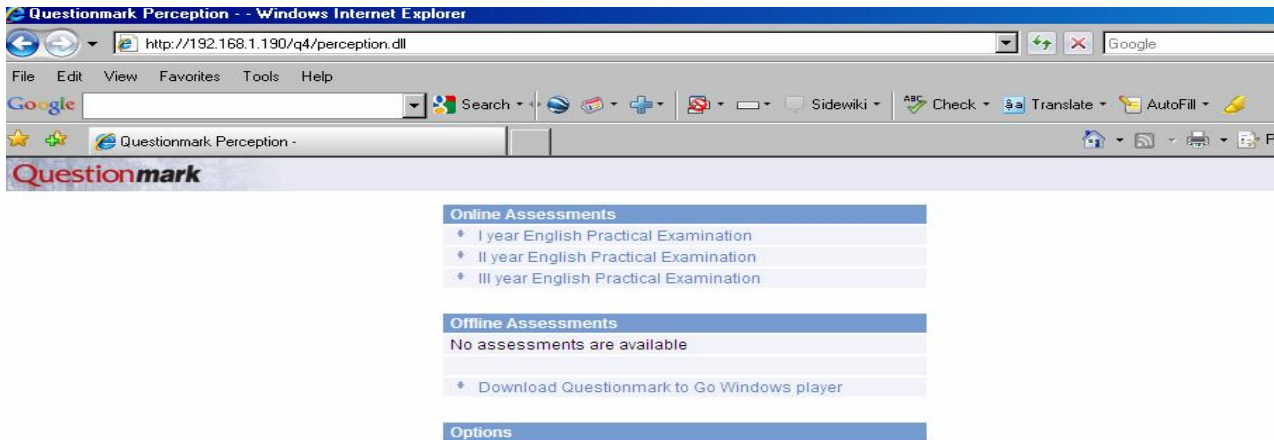 Questionmark Perception - - Windows Internet Explorer
http://192.168.1.190/q4/perception.dll Google
File Edit View Favorites Tools Help
Google Search Sidewiki ABC Check Translate AutoFill
Questionmark Perception -
Questionmark
Online Assessments
I year English Practical Examination
II year English Practical Examination
III year English Practical Examination
Offline Assessments
No assessments are available
Download Questionmark to Go Windows player
Options